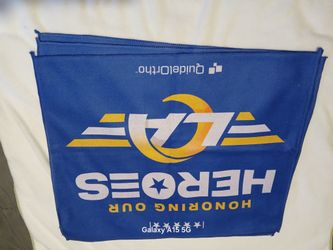 HONORING OUR
HEROES
LA
QuidelOrtho
Galaxy A15 5G